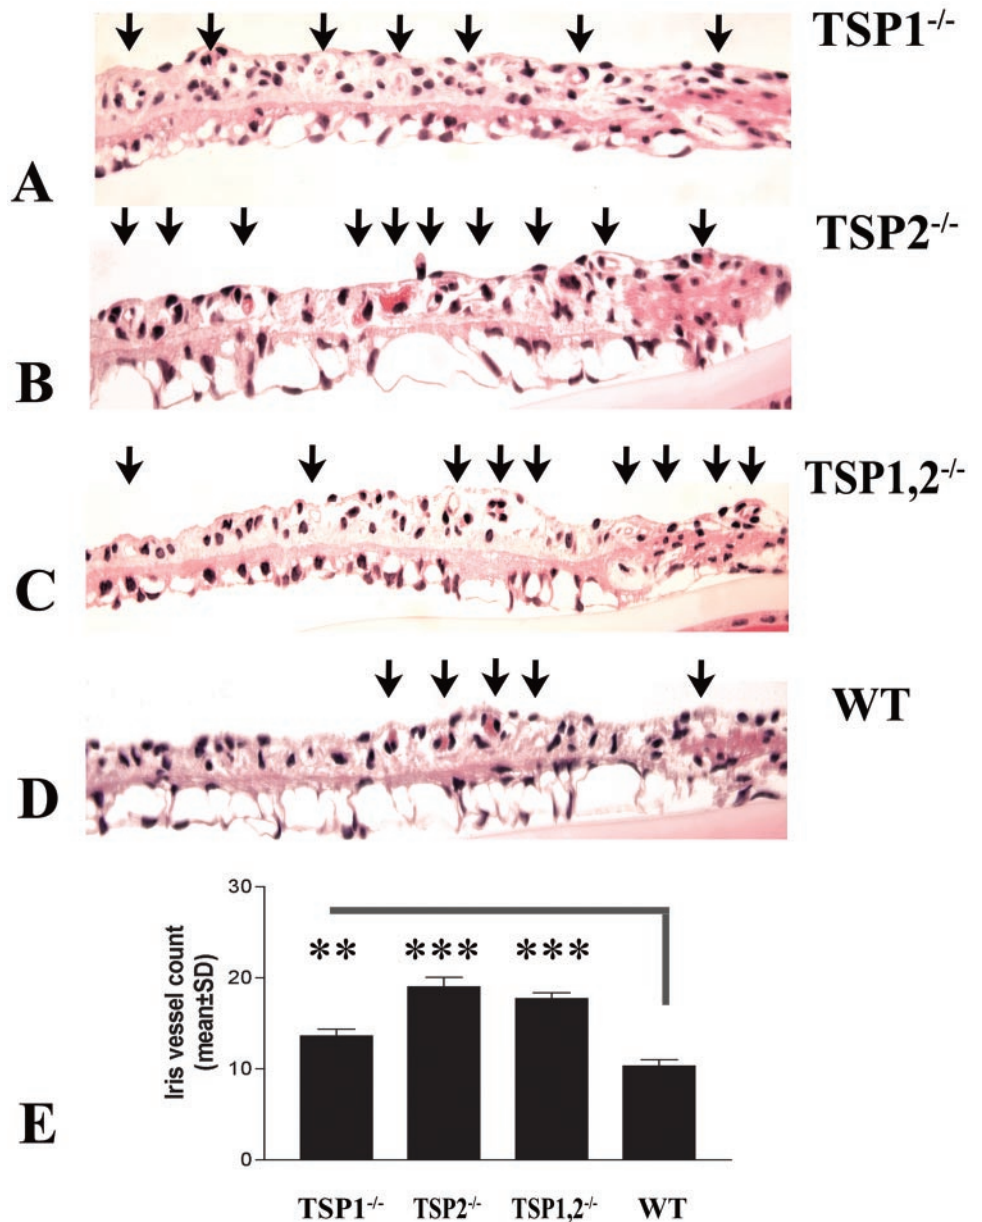 TSP1-/-
A
TSP2-/-
B
TSP1,2-/-
C
WT
D
30
20
10
0
Iris vessel count
(mean±SD)
** *** ***
E
TSP1-/- TSP2-/- TSP1,2-/- WT